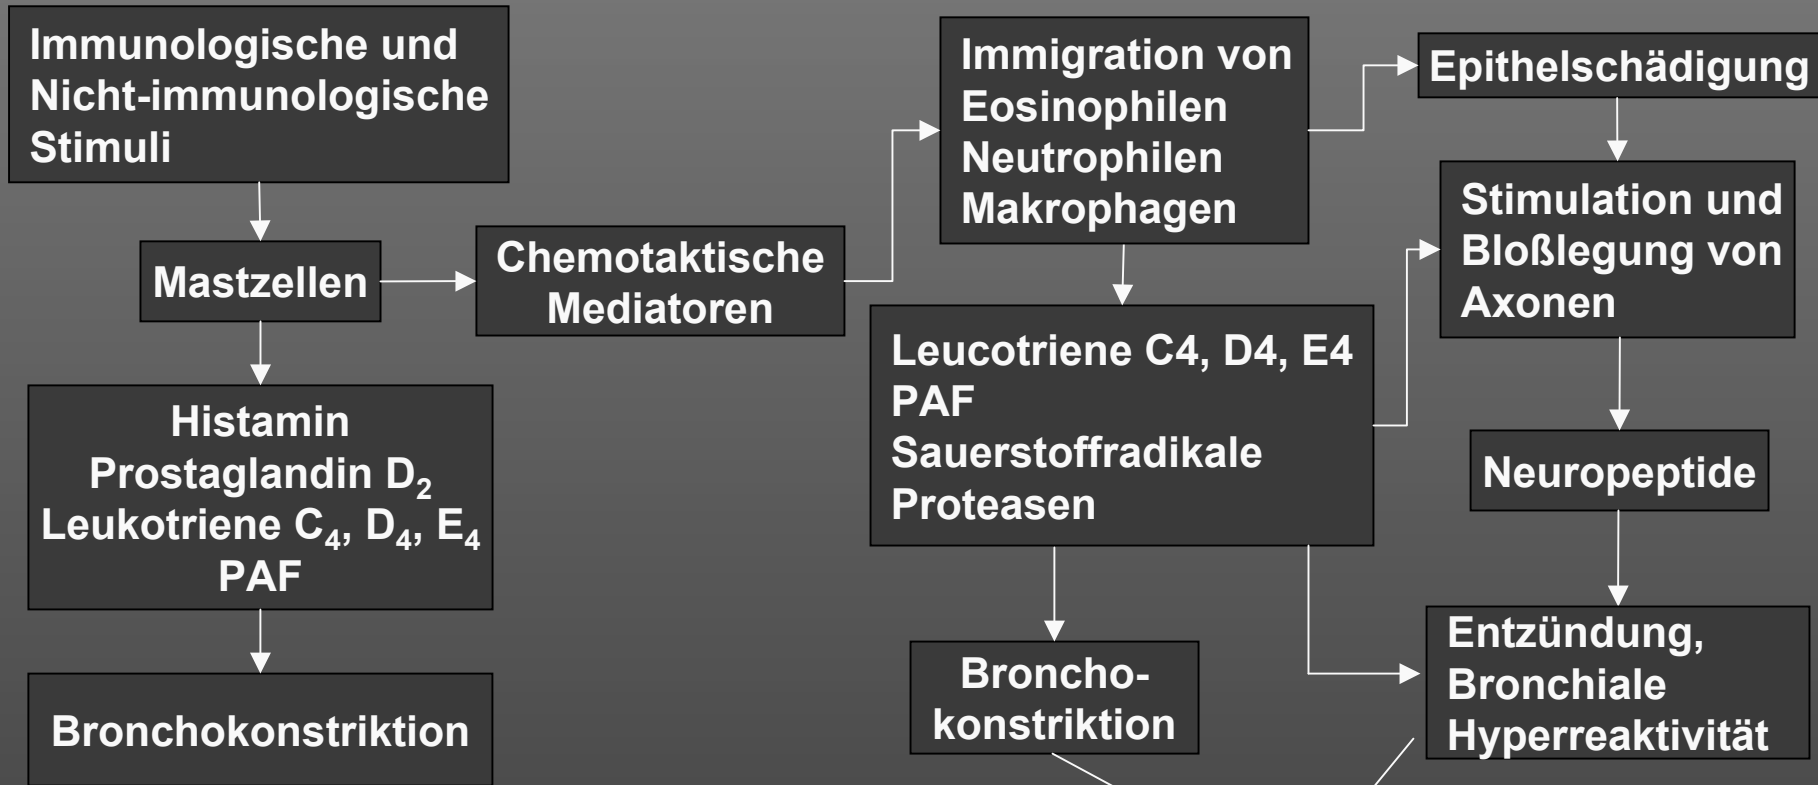 Immunologische und
Nicht-immunologische
Stimuli
Mastzellen
Histamin
Prostaglandin D₂
Leukotriene C₄, D₄, E₄
PAF
Bronchokonstriktion
Chemotaktische
Mediatoren
Immigration von
Eosinophilen
Neutrophilen
Makrophagen
Leucotriene C4, D4, E4
PAF
Sauerstoffradikale
Proteasen
Broncho-
konstriktion
Epithelschädigung
Stimulation und
Bloßlegung von
Axonen
Neuropeptide
Entzündung,
Bronchiale
Hyperreaktivität